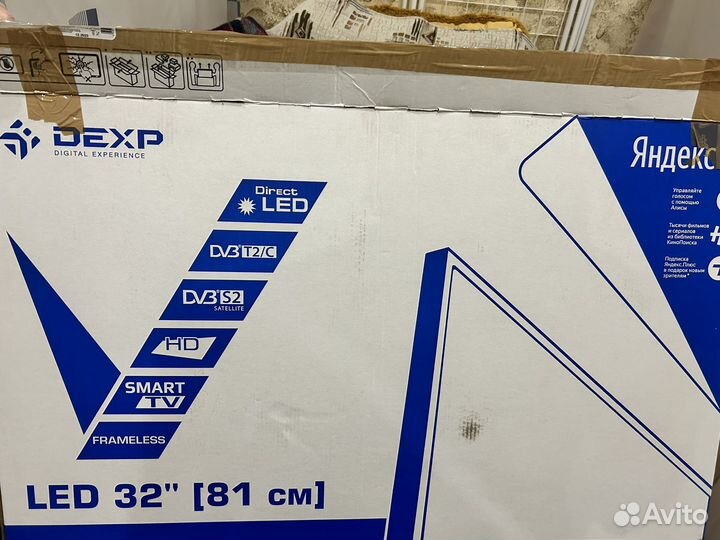 DEXP
DIGITAL EXPERIENCE
Direct
LED
DVB T2/C
DVB S2
SATELLITE
HD
SMART
TV
FRAMELESS
LED 32" [81 см]
Яндекс
Управляйте
голосом
с помощью
Алисы
Тысячи фильмов
и сериалов
из библиотеки
КиноПоиска
Подписка
Яндекс.Плюс
в подарок новым
зрителям*
Avito